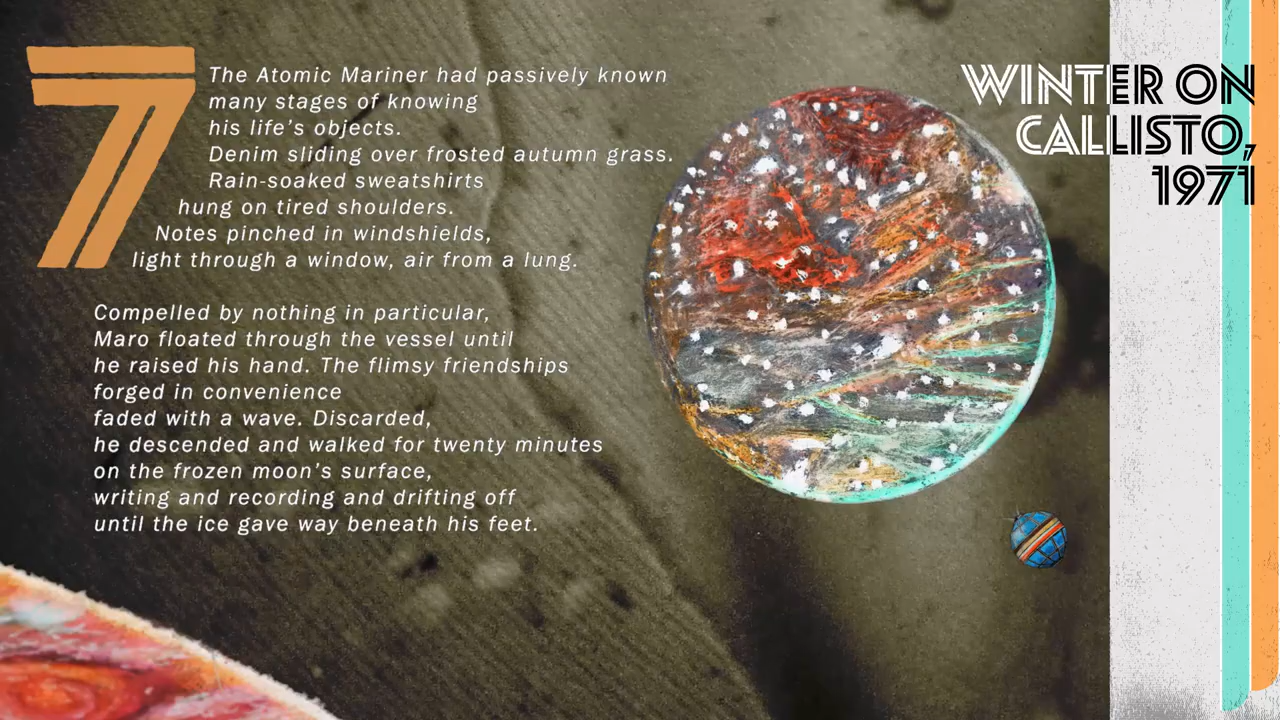 7
The Atomic Mariner had passively known
many stages of knowing
his life's objects.
Denim sliding over frosted autumn grass.
Rain-soaked sweatshirts
hung on tired shoulders.
Notes pinched in windshields,
light through a window, air from a lung.
Compelled by nothing in particular,
Maro floated through the vessel until
he raised his hand. The flimsy friendships
forged in convenience
faded with a wave. Discarded,
he descended and walked for twenty minutes
on the frozen moon's surface,
writing and recording and drifting off
until the ice gave way beneath his feet.
WINTER ON
CALLISTO,
1971